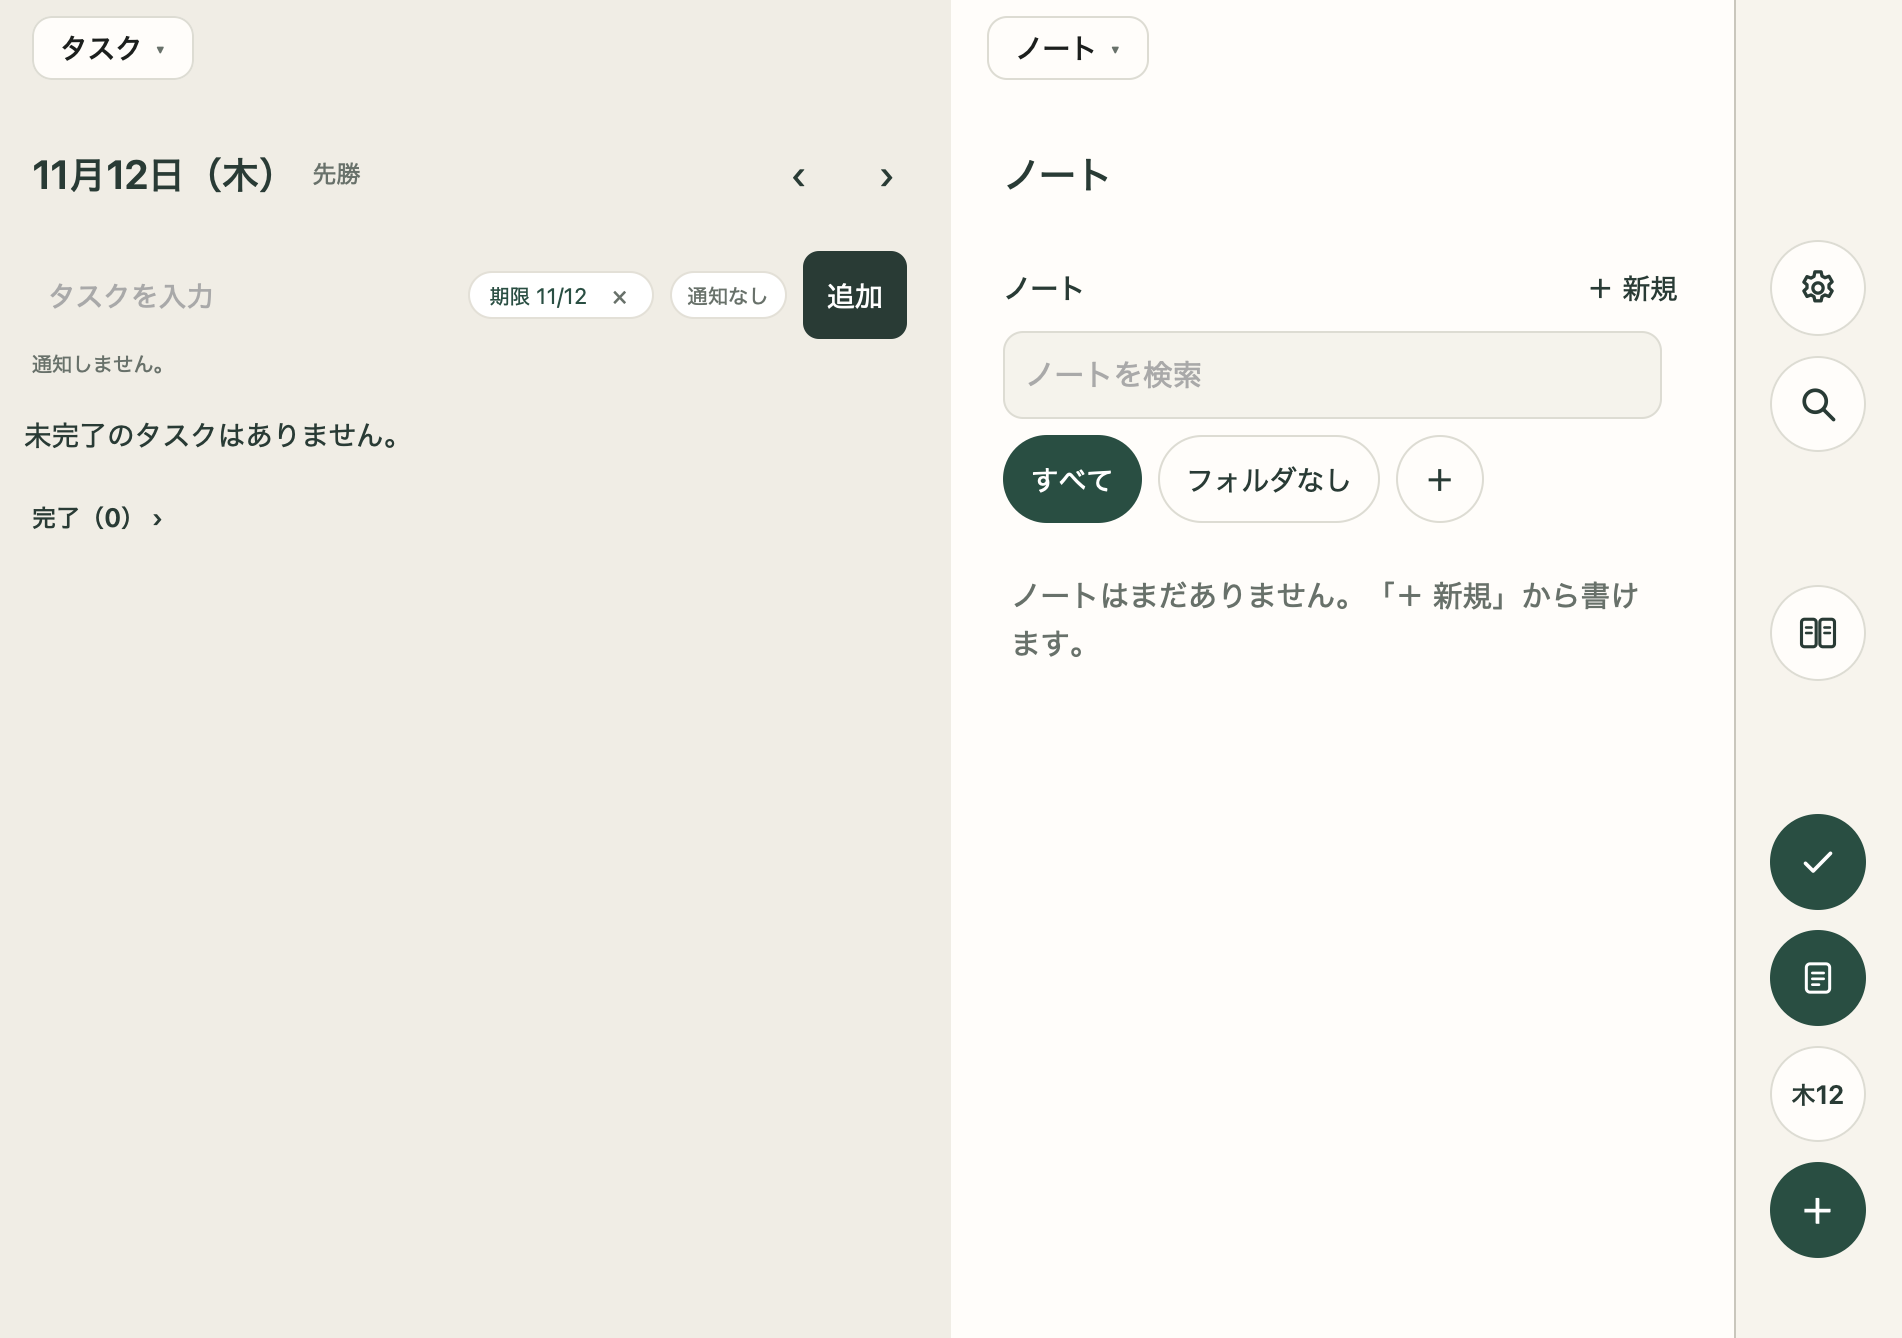 タスク ▾
11月12日（木） 先勝 ‹ ›
タスクを入力 期限 11/12 × 通知なし 追加
通知しません。
未完了のタスクはありません。
完了（0） ›
ノート ▾
ノート
ノート ＋ 新規
ノートを検索
すべて フォルダなし ＋
ノートはまだありません。「＋ 新規」から書け
ます。
木12
＋